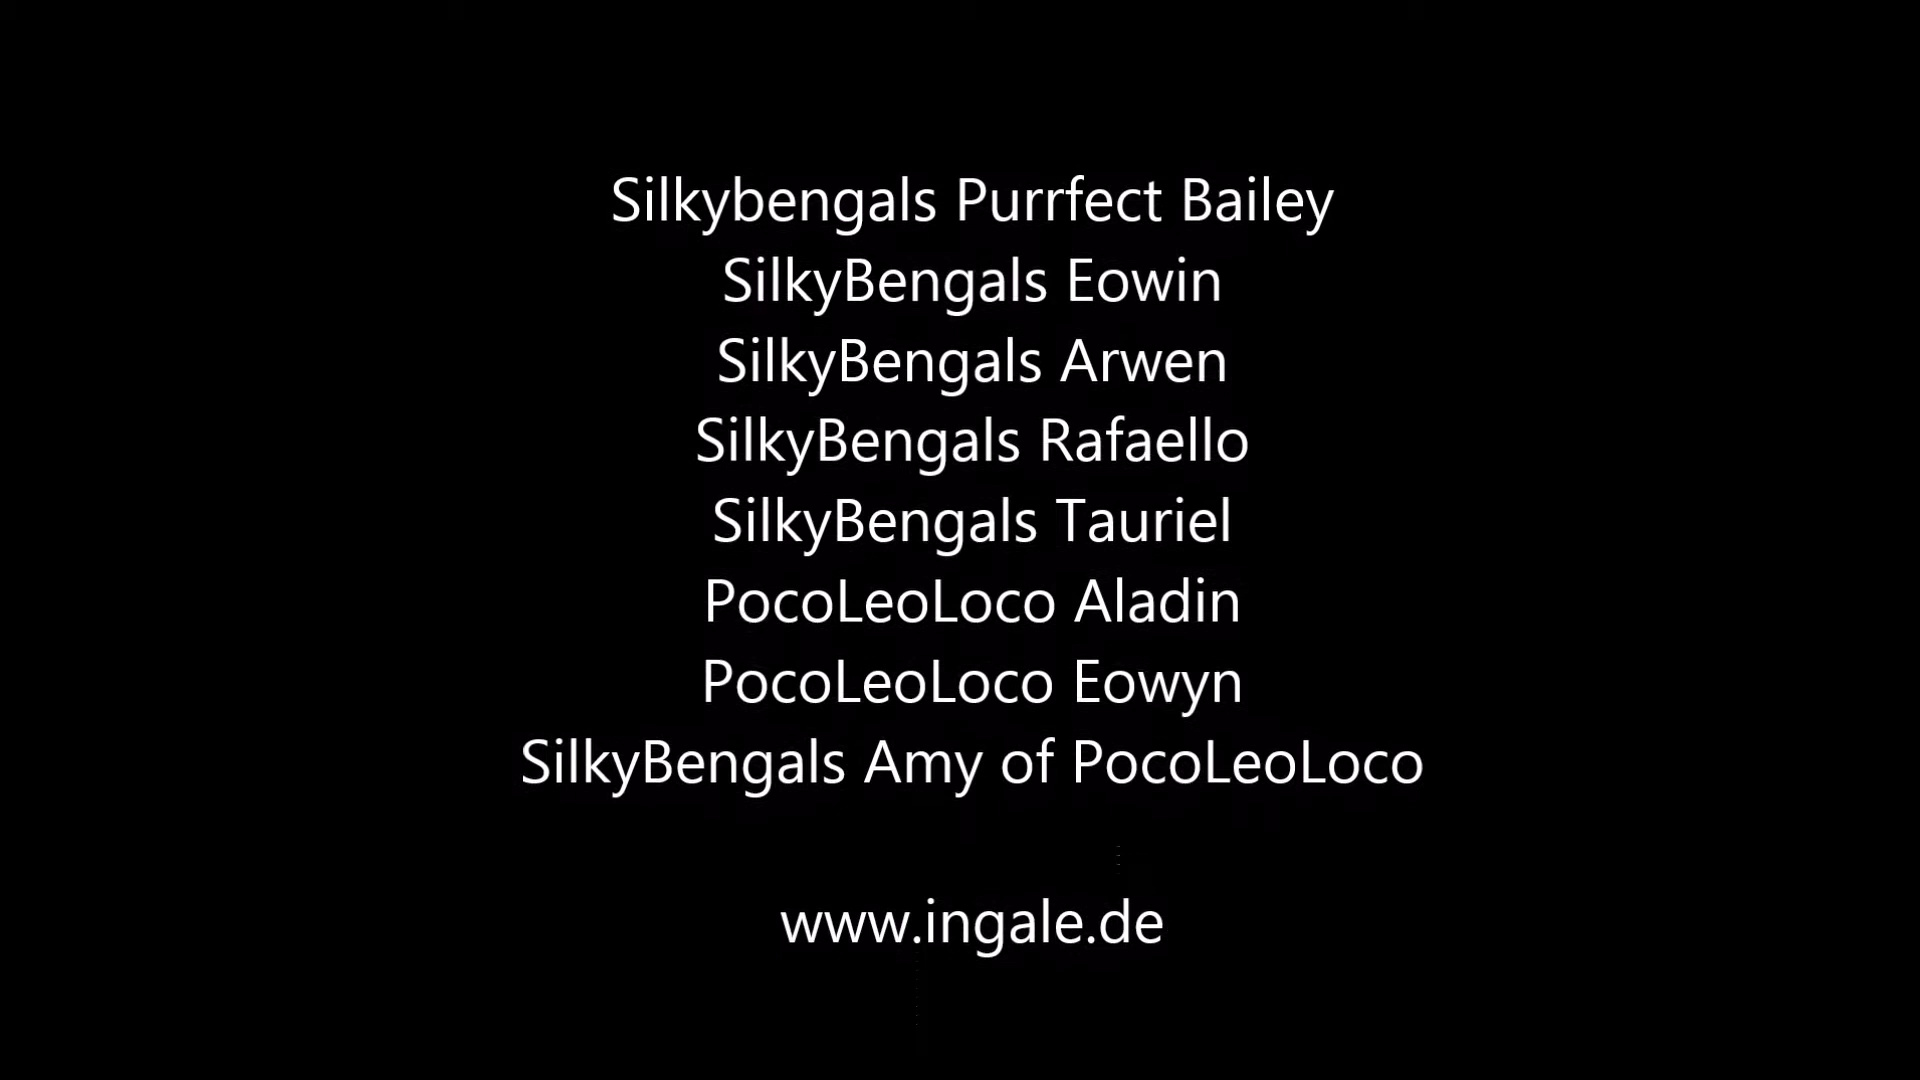 Silkybengals Purrfect Bailey
SilkyBengals Eowin
SilkyBengals Arwen
SilkyBengals Rafaello
SilkyBengals Tauriel
PocoLeoLoco Aladin
PocoLeoLoco Eowyn
SilkyBengals Amy of PocoLeoLoco
www.ingale.de